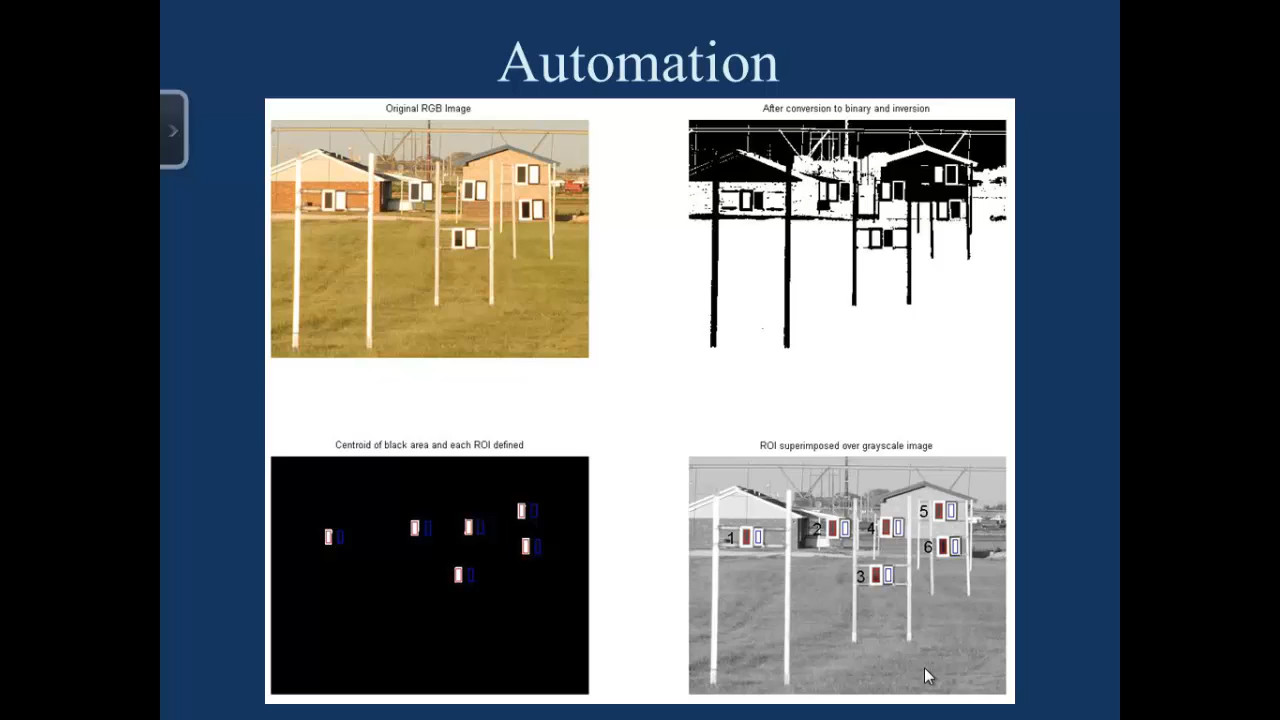 Automation
Original RGB Image
After conversion to binary and inversion
Centroid of black area and each ROI defined
ROI superimposed over grayscale image
1
2
3
4
5
6